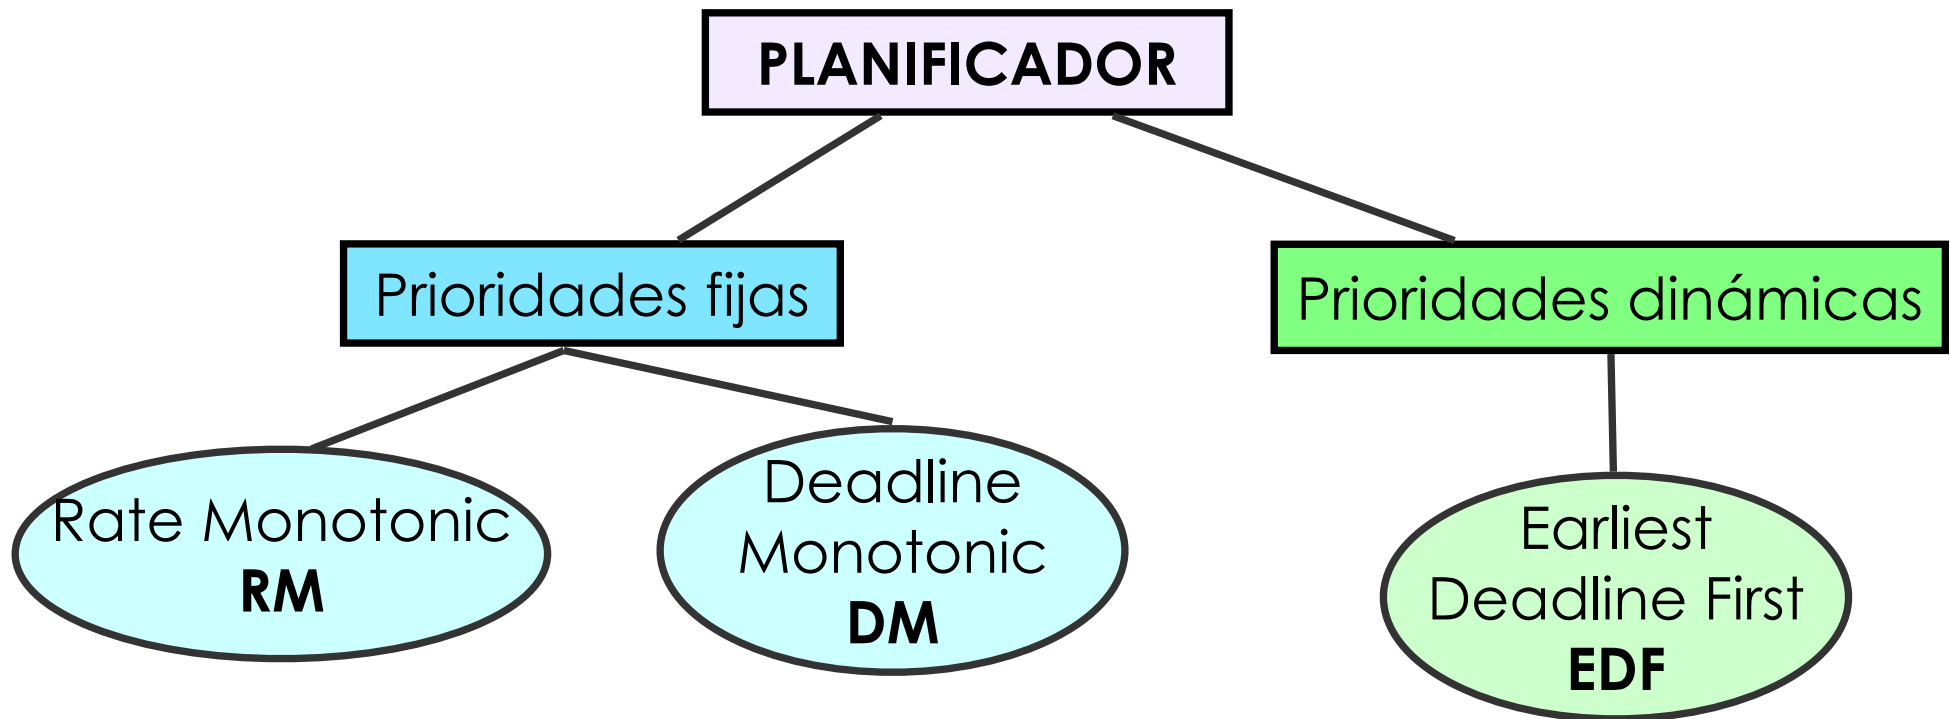 PLANIFICADOR
Prioridades fijas
Prioridades dinámicas
Rate Monotonic
RM
Deadline
Monotonic
DM
Earliest
Deadline First
EDF